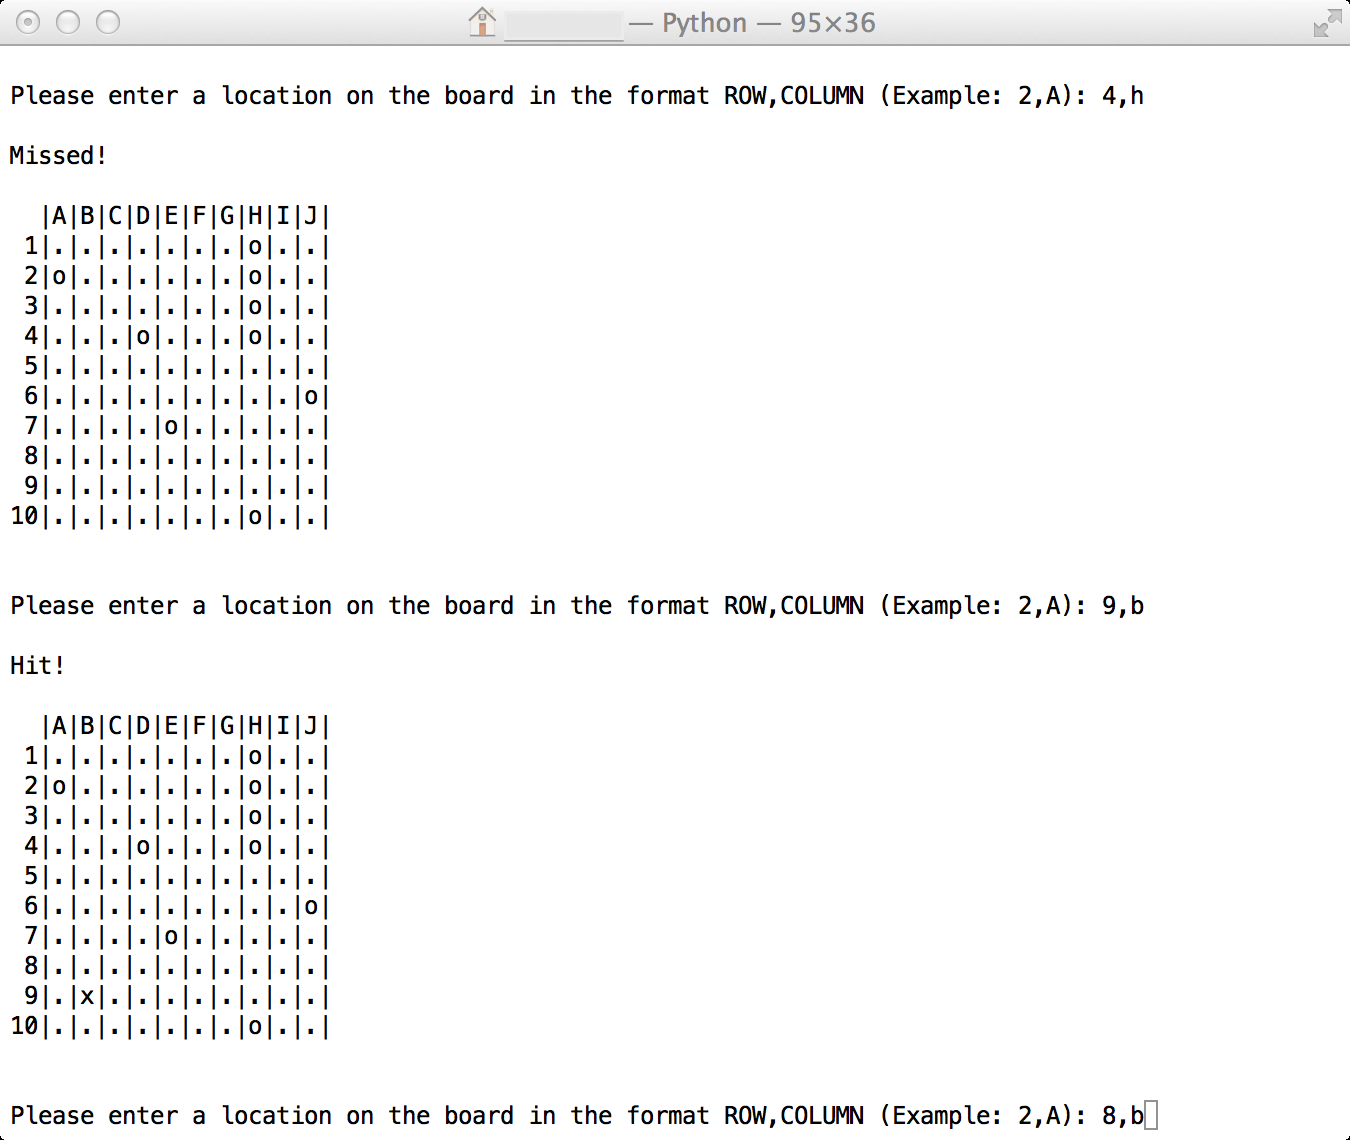 — Python — 95×36
Please enter a location on the board in the format ROW,COLUMN (Example: 2,A): 4,h
Missed!
  |A|B|C|D|E|F|G|H|I|J|
 1|.|.|.|.|.|.|.|o|.|.|
 2|o|.|.|.|.|.|.|o|.|.|
 3|.|.|.|.|.|.|.|o|.|.|
 4|.|.|.|o|.|.|.|o|.|.|
 5|.|.|.|.|.|.|.|.|.|.|
 6|.|.|.|.|.|.|.|.|.|o|
 7|.|.|.|.|o|.|.|.|.|.|
 8|.|.|.|.|.|.|.|.|.|.|
 9|.|.|.|.|.|.|.|.|.|.|
10|.|.|.|.|.|.|.|o|.|.|
Please enter a location on the board in the format ROW,COLUMN (Example: 2,A): 9,b
Hit!
  |A|B|C|D|E|F|G|H|I|J|
 1|.|.|.|.|.|.|.|o|.|.|
 2|o|.|.|.|.|.|.|o|.|.|
 3|.|.|.|.|.|.|.|o|.|.|
 4|.|.|.|o|.|.|.|o|.|.|
 5|.|.|.|.|.|.|.|.|.|.|
 6|.|.|.|.|.|.|.|.|.|o|
 7|.|.|.|.|o|.|.|.|.|.|
 8|.|.|.|.|.|.|.|.|.|.|
 9|.|x|.|.|.|.|.|.|.|.|
10|.|.|.|.|.|.|.|o|.|.|
Please enter a location on the board in the format ROW,COLUMN (Example: 2,A): 8,b